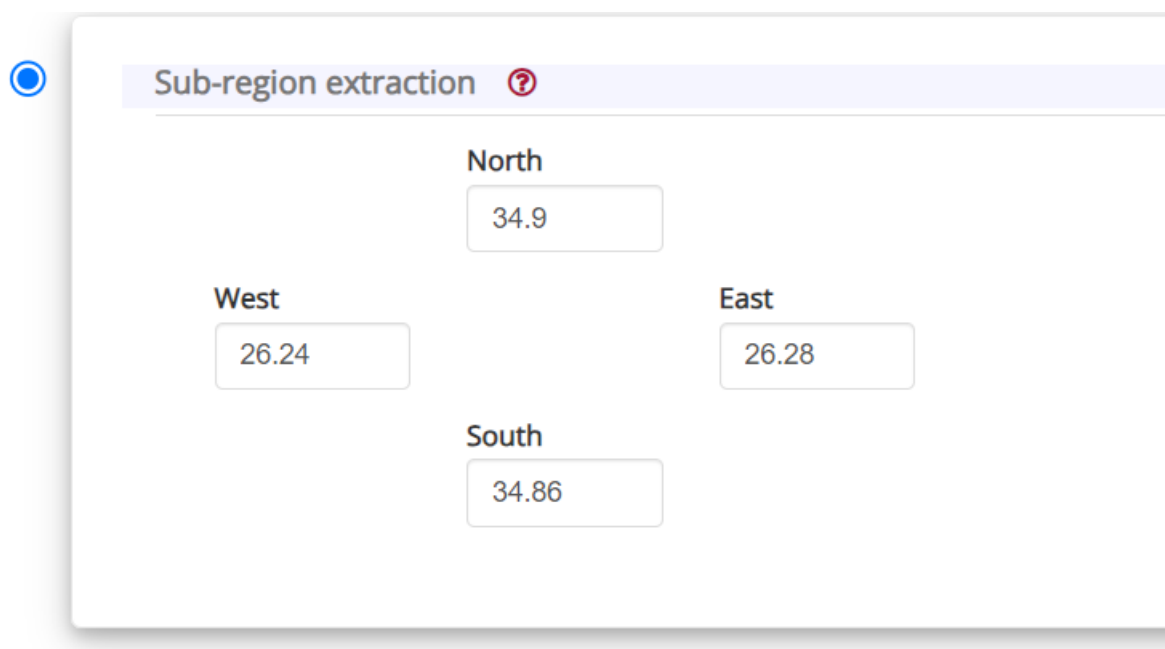 Sub-region extraction
North
34.9
West East
26.24 26.28
South
34.86